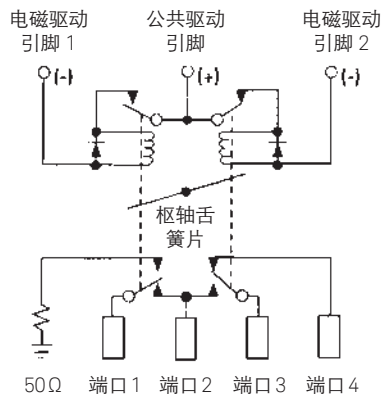 电磁驱动 公共驱动 电磁驱动
引脚 1 引脚 引脚 2
(-) (+) (-)
枢轴舌
簧片
50Ω 端口1 端口2 端口3 端口4